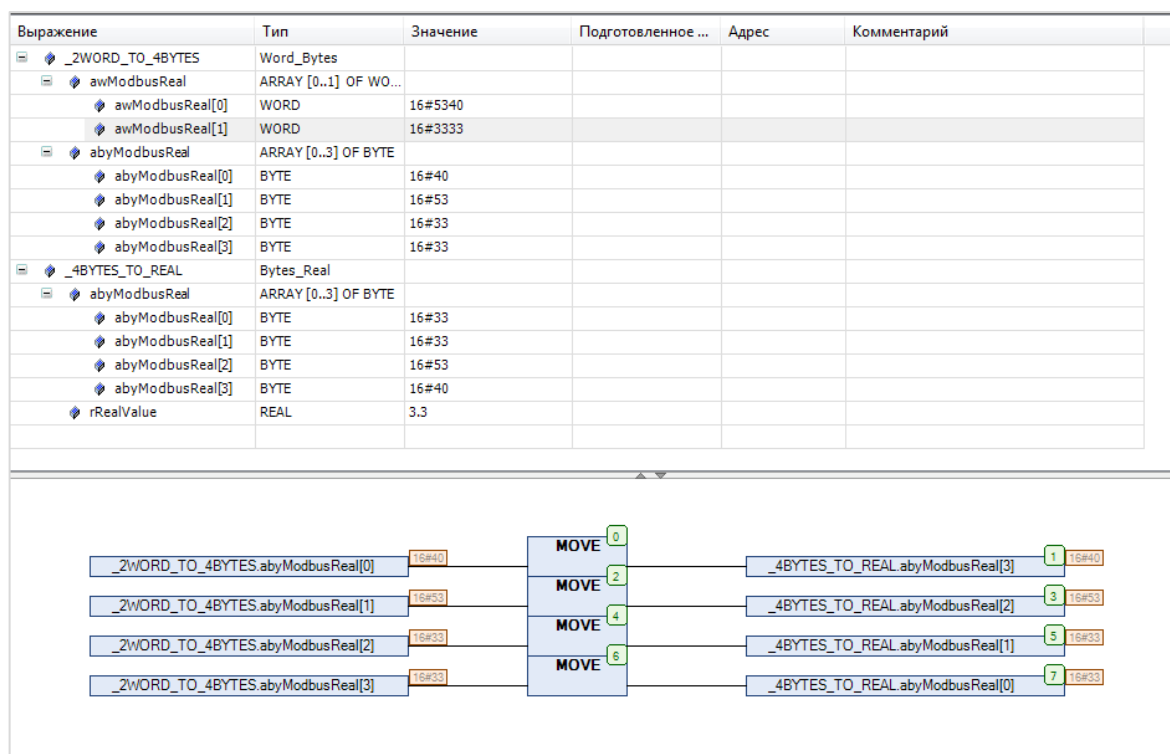 Выражение Тип Значение Подготовленное ... Адрес Комментарий
_2WORD_TO_4BYTES Word_Bytes
awModbusReal ARRAY [0..1] OF WO...
awModbusReal[0] WORD 16#5340
awModbusReal[1] WORD 16#3333
abyModbusReal ARRAY [0..3] OF BYTE
abyModbusReal[0] BYTE 16#40
abyModbusReal[1] BYTE 16#53
abyModbusReal[2] BYTE 16#33
abyModbusReal[3] BYTE 16#33
_4BYTES_TO_REAL Bytes_Real
abyModbusReal ARRAY [0..3] OF BYTE
abyModbusReal[0] BYTE 16#33
abyModbusReal[1] BYTE 16#33
abyModbusReal[2] BYTE 16#53
abyModbusReal[3] BYTE 16#40
rRealValue REAL 3.3
MOVE 0
_2WORD_TO_4BYTES.abyModbusReal[0] 16#40 _4BYTES_TO_REAL.abyModbusReal[3] 1 16#40
MOVE 2
_2WORD_TO_4BYTES.abyModbusReal[1] 16#53 _4BYTES_TO_REAL.abyModbusReal[2] 3 16#53
MOVE 4
_2WORD_TO_4BYTES.abyModbusReal[2] 16#33 _4BYTES_TO_REAL.abyModbusReal[1] 5 16#33
MOVE 6
_2WORD_TO_4BYTES.abyModbusReal[3] 16#33 _4BYTES_TO_REAL.abyModbusReal[0] 7 16#33